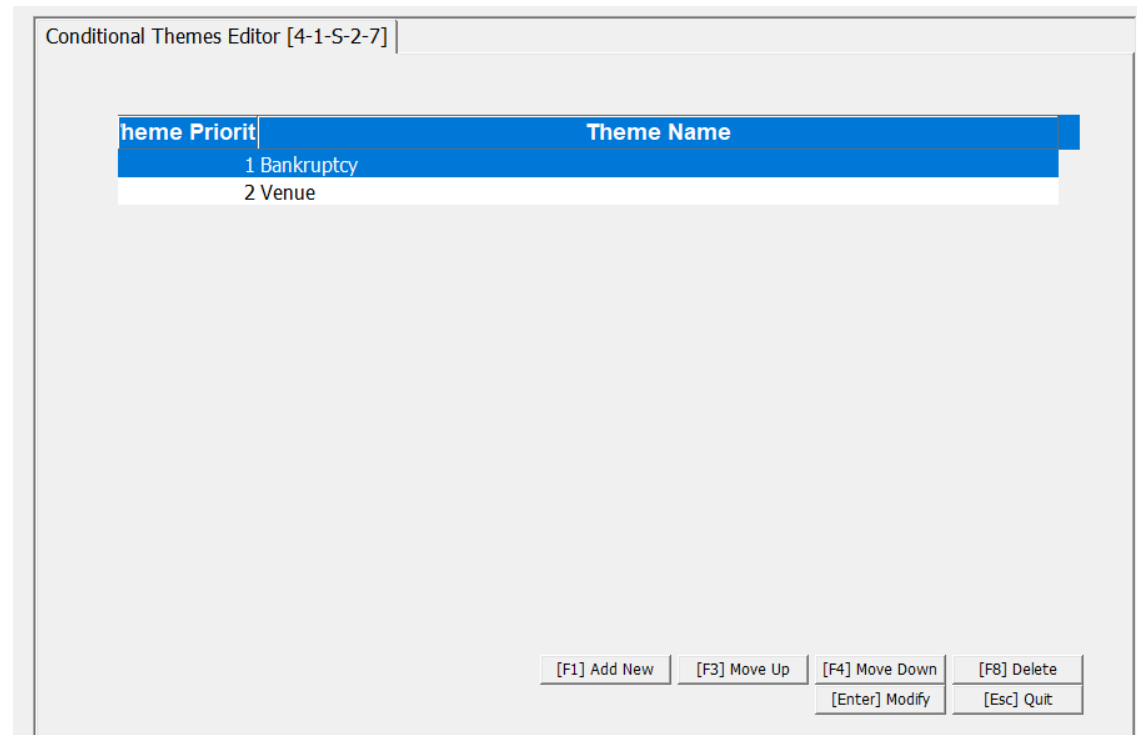 Conditional Themes Editor [4-1-S-2-7]
heme Priorit Theme Name
1 Bankruptcy
2 Venue
[F1] Add New [F3] Move Up [F4] Move Down [F8] Delete
[Enter] Modify [Esc] Quit